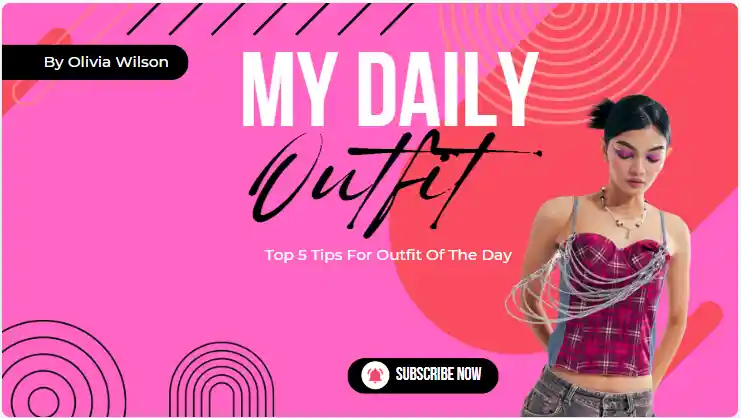 By Olivia Wilson
MY DAILY
Outfit
Top 5 Tips For Outfit Of The Day
SUBSCRIBE NOW